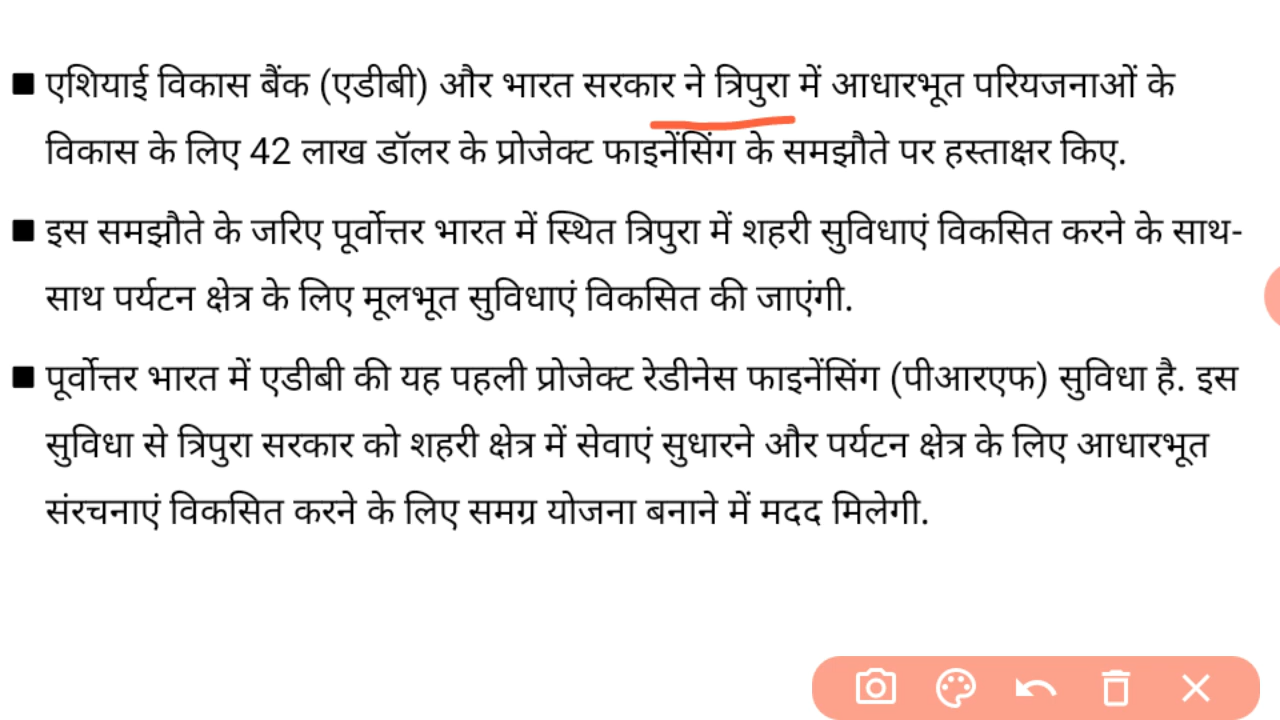 ■ एशियाई विकास बैंक (एडीबी) और भारत सरकार ने त्रिपुरा में आधारभूत परियजनाओं के
विकास के लिए 42 लाख डॉलर के प्रोजेक्ट फाइनेंसिंग के समझौते पर हस्ताक्षर किए.
■ इस समझौते के जरिए पूर्वोत्तर भारत में स्थित त्रिपुरा में शहरी सुविधाएं विकसित करने के साथ-
साथ पर्यटन क्षेत्र के लिए मूलभूत सुविधाएं विकसित की जाएंगी.
■ पूर्वोत्तर भारत में एडीबी की यह पहली प्रोजेक्ट रेडीनेस फाइनेंसिंग (पीआरएफ) सुविधा है. इस
सुविधा से त्रिपुरा सरकार को शहरी क्षेत्र में सेवाएं सुधारने और पर्यटन क्षेत्र के लिए आधारभूत
संरचनाएं विकसित करने के लिए समग्र योजना बनाने में मदद मिलेगी.